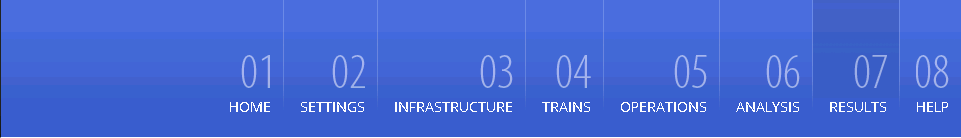 01 02 03 04 05 06 07 08
HOME SETTINGS INFRASTRUCTURE TRAINS OPERATIONS ANALYSIS RESULTS HELP